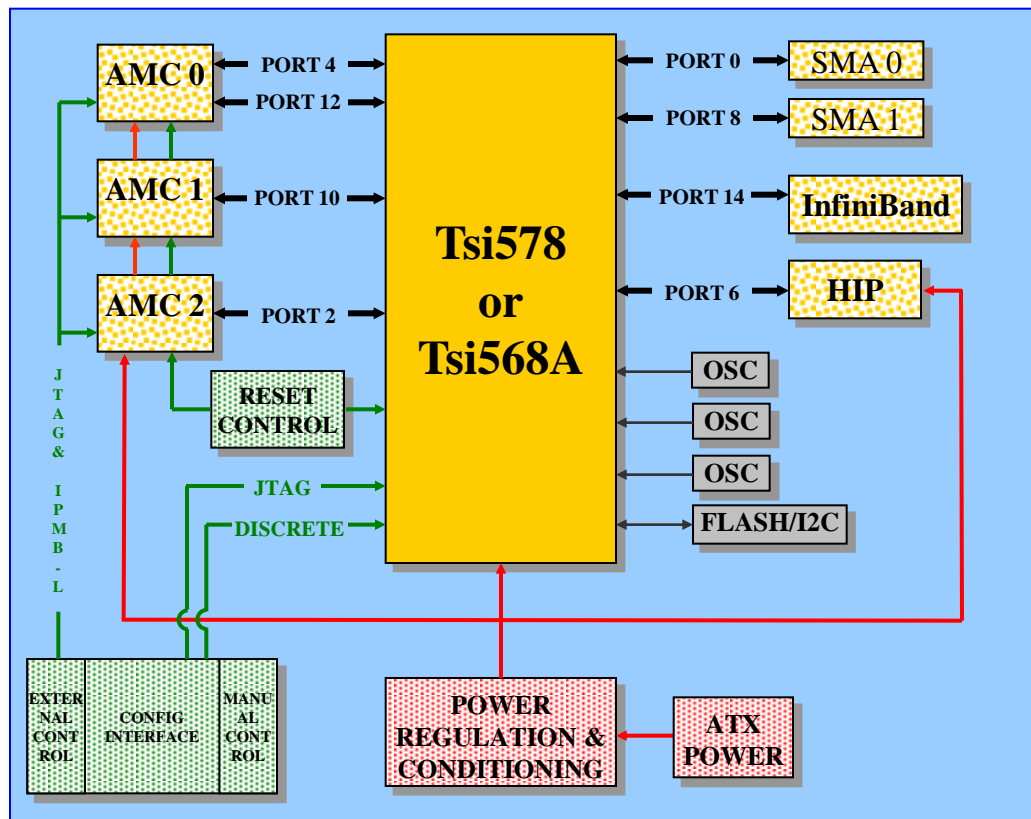 AMC 0
PORT 4
PORT 12
AMC 1
PORT 10
AMC 2
PORT 2
Tsi578
or
Tsi568A
PORT 0
SMA 0
PORT 8
SMA 1
PORT 14
InfiniBand
PORT 6
HIP
OSC
OSC
OSC
FLASH/I2C
RESET
CONTROL
JTAG
DISCRETE
J
T
A
G
&
I
P
M
B
-
L
EXTER
NAL
CONT
ROL
CONFIG
INTERFACE
MANU
AL
CONT
ROL
POWER
REGULATION &
CONDITIONING
ATX
POWER